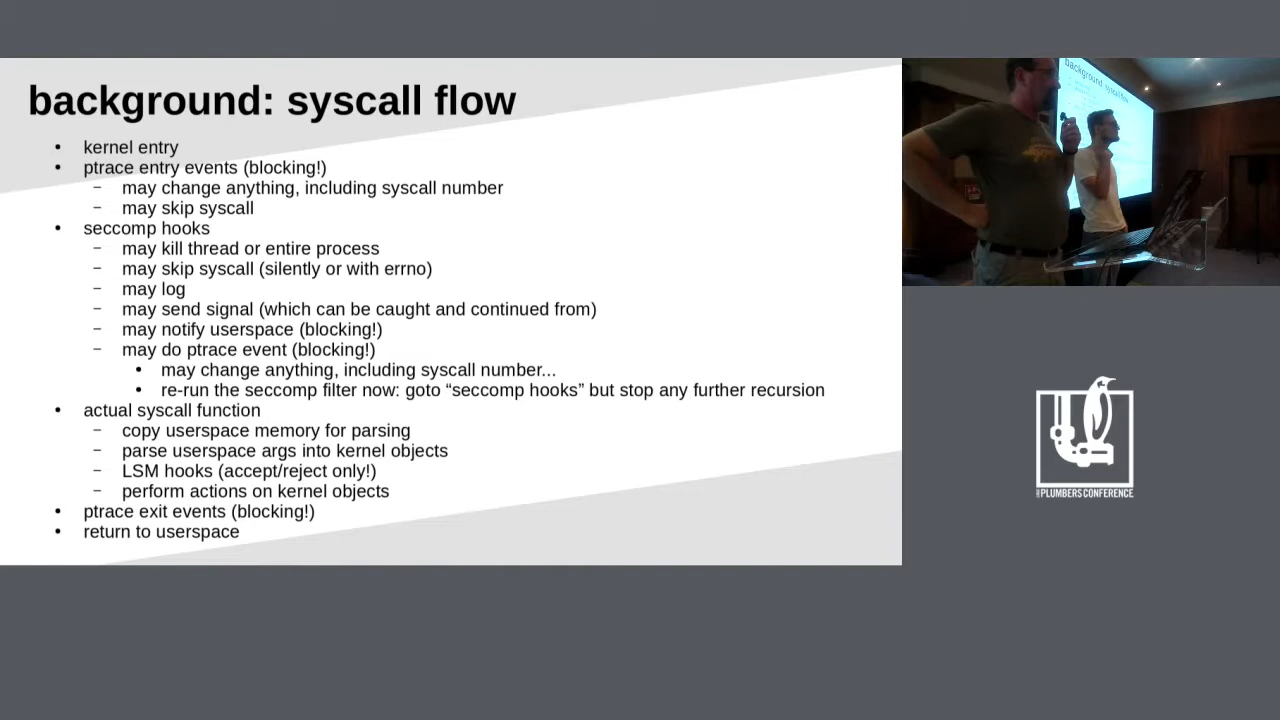 background: syscall flow
• kernel entry
• ptrace entry events (blocking!)
– may change anything, including syscall number
– may skip syscall
• seccomp hooks
– may kill thread or entire process
– may skip syscall (silently or with errno)
– may log
– may send signal (which can be caught and continued from)
– may notify userspace (blocking!)
– may do ptrace event (blocking!)
• may change anything, including syscall number...
• re-run the seccomp filter now: goto “seccomp hooks” but stop any further recursion
• actual syscall function
– copy userspace memory for parsing
– parse userspace args into kernel objects
– LSM hooks (accept/reject only!)
– perform actions on kernel objects
• ptrace exit events (blocking!)
• return to userspace
background: syscall flow
PLUMBERS CONFERENCE